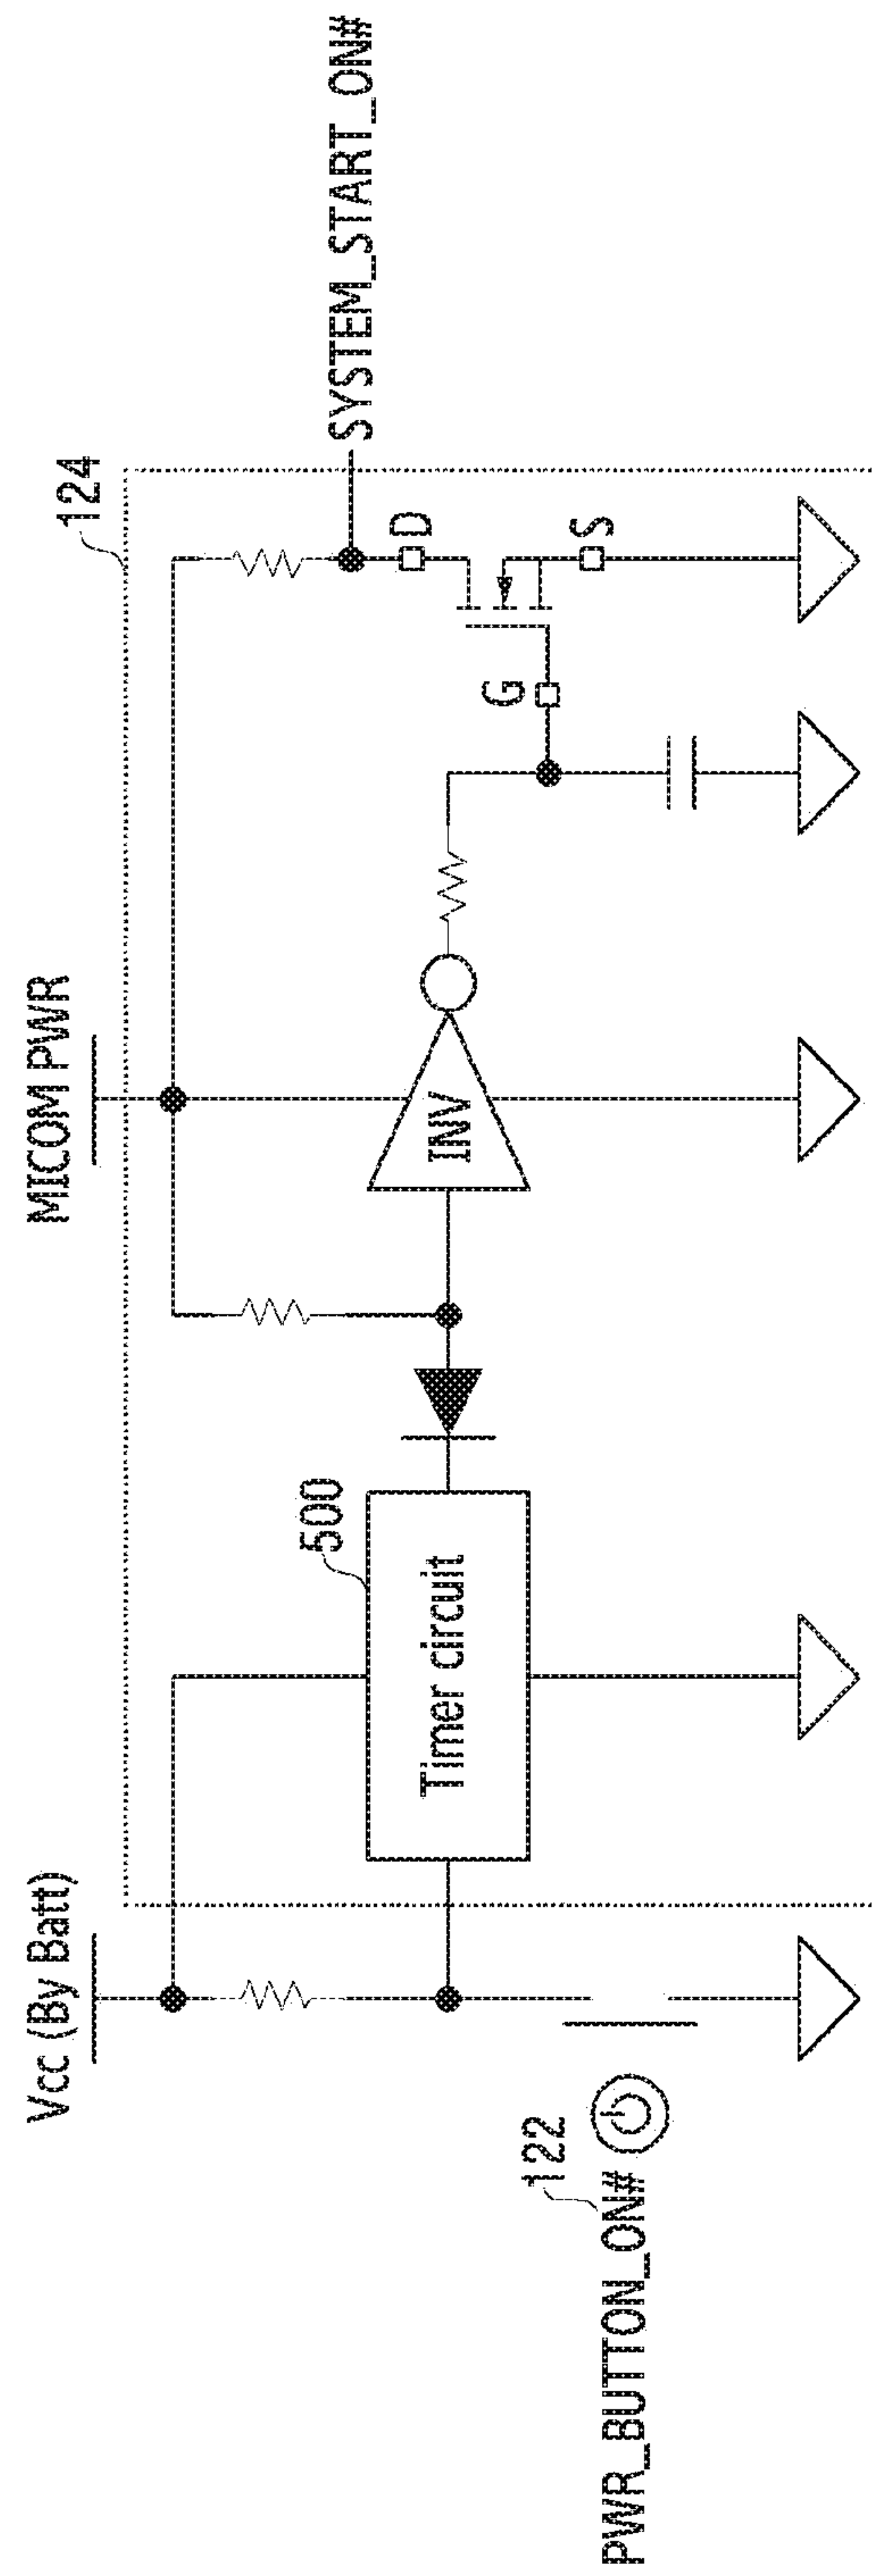 Vcc (By Batt)
MICOM PWR
124
SYSTEM_START_ON#
500
Timer circuit
INV
G
D
S
122
PWR_BUTTON_ON#